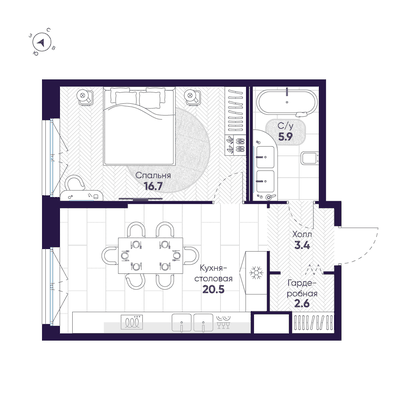 С
В
Ю
З
С/у
5.9
Спальня
16.7
Холл
3.4
Кухня-
столовая
20.5
Гарде-
робная
2.6